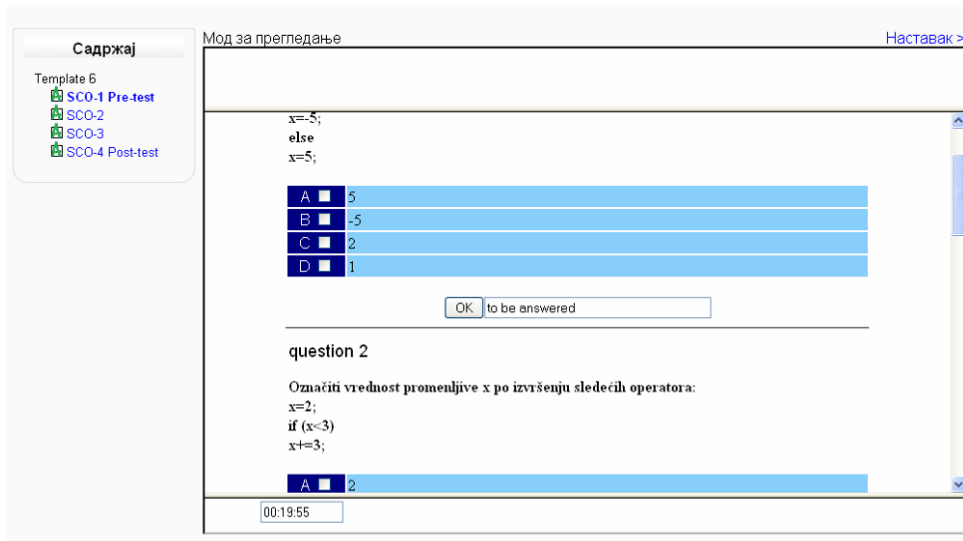 Садржај
Template 6
SCO-1 Pre-test
SCO-2
SCO-3
SCO-4 Post-test
Мод за прегледање
Наставак >
x=-5;
else
x=5;
A 5
B -5
C 2
D 1
OK to be answered
question 2
Označiti vrednost promenljive x po izvršenju sledećih operatora:
x=2;
if (x<3)
x+=3;
A 2
00:19:55